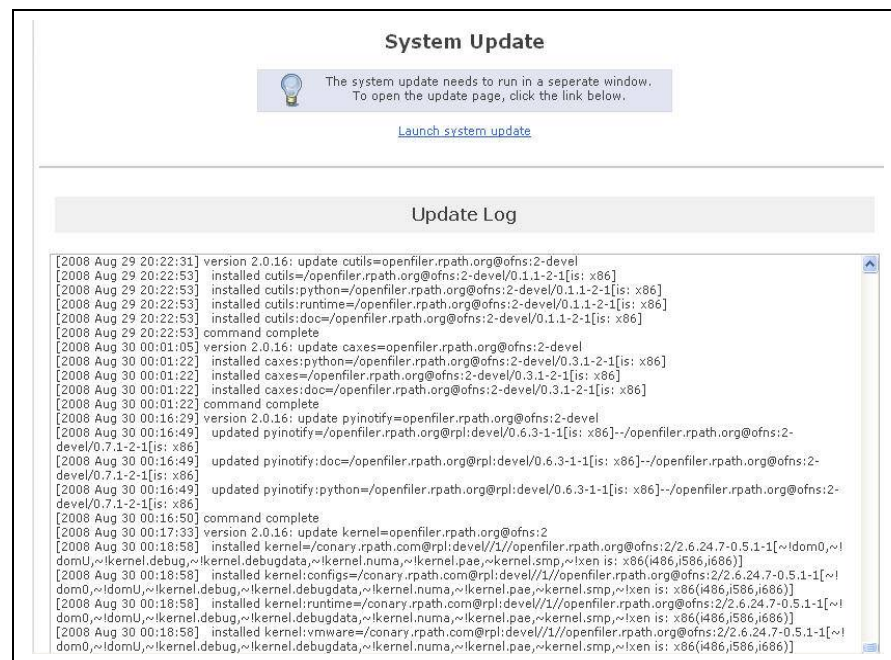 System Update
The system update needs to run in a seperate window.
To open the update page, click the link below.
Launch system update
Update Log
[2008 Aug 29 20:22:31] version 2.0.16: update cutils=openfiler.rpath.org@ofns:2-devel
[2008 Aug 29 20:22:53]   installed cutils=/openfiler.rpath.org@ofns:2-devel/0.1.1-2-1[is: x86]
[2008 Aug 29 20:22:53]   installed cutils:python=/openfiler.rpath.org@ofns:2-devel/0.1.1-2-1[is: x86]
[2008 Aug 29 20:22:53]   installed cutils:runtime=/openfiler.rpath.org@ofns:2-devel/0.1.1-2-1[is: x86]
[2008 Aug 29 20:22:53]   installed cutils:doc=/openfiler.rpath.org@ofns:2-devel/0.1.1-2-1[is: x86]
[2008 Aug 29 20:22:53] command complete
[2008 Aug 30 00:01:05] version 2.0.16: update caxes=openfiler.rpath.org@ofns:2-devel
[2008 Aug 30 00:01:22]   installed caxes:python=/openfiler.rpath.org@ofns:2-devel/0.3.1-2-1[is: x86]
[2008 Aug 30 00:01:22]   installed caxes=/openfiler.rpath.org@ofns:2-devel/0.3.1-2-1[is: x86]
[2008 Aug 30 00:01:22]   installed caxes:doc=/openfiler.rpath.org@ofns:2-devel/0.3.1-2-1[is: x86]
[2008 Aug 30 00:01:22] command complete
[2008 Aug 30 00:16:29] version 2.0.16: update pyinotify=openfiler.rpath.org@ofns:2-devel
[2008 Aug 30 00:16:49]   updated pyinotify=/openfiler.rpath.org@rpl:devel/0.6.3-1-1[is: x86]--/openfiler.rpath.org@ofns:2-
devel/0.7.1-2-1[is: x86]
[2008 Aug 30 00:16:49]   updated pyinotify:doc=/openfiler.rpath.org@rpl:devel/0.6.3-1-1[is: x86]--/openfiler.rpath.org@ofns:2-
devel/0.7.1-2-1[is: x86]
[2008 Aug 30 00:16:49]   updated pyinotify:python=/openfiler.rpath.org@rpl:devel/0.6.3-1-1[is: x86]--/openfiler.rpath.org@ofns:2-
devel/0.7.1-2-1[is: x86]
[2008 Aug 30 00:16:50] command complete
[2008 Aug 30 00:17:33] version 2.0.16: update kernel=openfiler.rpath.org@ofns:2
[2008 Aug 30 00:18:58]   installed kernel=/conary.rpath.com@rpl:devel//1//openfiler.rpath.org@ofns:2/2.6.24.7-0.5.1-1[~!dom0,~!
domU,~!kernel.debug,~!kernel.debugdata,~!kernel.numa,~!kernel.pae,~kernel.smp,~!xen is: x86(i486,i586,i686)]
[2008 Aug 30 00:18:58]   installed kernel:configs=/conary.rpath.com@rpl:devel//1//openfiler.rpath.org@ofns:2/2.6.24.7-0.5.1-1[~!
dom0,~!domU,~!kernel.debug,~!kernel.debugdata,~!kernel.numa,~!kernel.pae,~kernel.smp,~!xen is: x86(i486,i586,i686)]
[2008 Aug 30 00:18:58]   installed kernel:runtime=/conary.rpath.com@rpl:devel//1//openfiler.rpath.org@ofns:2/2.6.24.7-0.5.1-1[~!
dom0,~!domU,~!kernel.debug,~!kernel.debugdata,~!kernel.numa,~!kernel.pae,~kernel.smp,~!xen is: x86(i486,i586,i686)]
[2008 Aug 30 00:18:58]   installed kernel:vmware=/conary.rpath.com@rpl:devel//1//openfiler.rpath.org@ofns:2/2.6.24.7-0.5.1-1[~!
dom0,~!domU,~!kernel.debug,~!kernel.debugdata,~!kernel.numa,~!kernel.pae,~kernel.smp,~!xen is: x86(i486,i586,i686)]